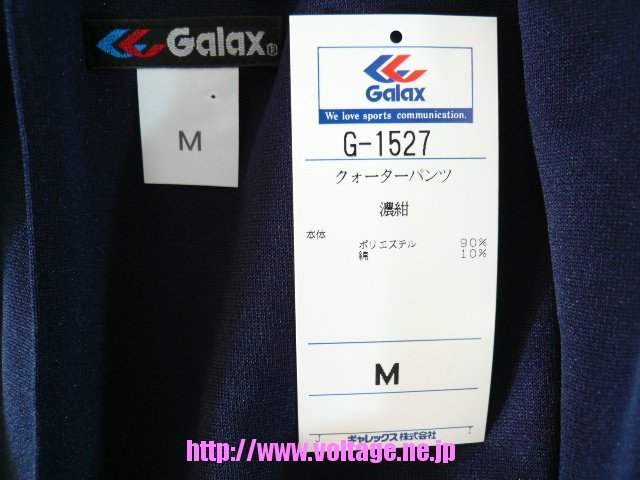 Galax®
M
Galax
We love sports communication.
G-1527
クォーターパンツ
濃紺
本体
ポリエステル 90%
綿 10%
M
ギャレックス株式会社
http://www.voltage.ne.jp